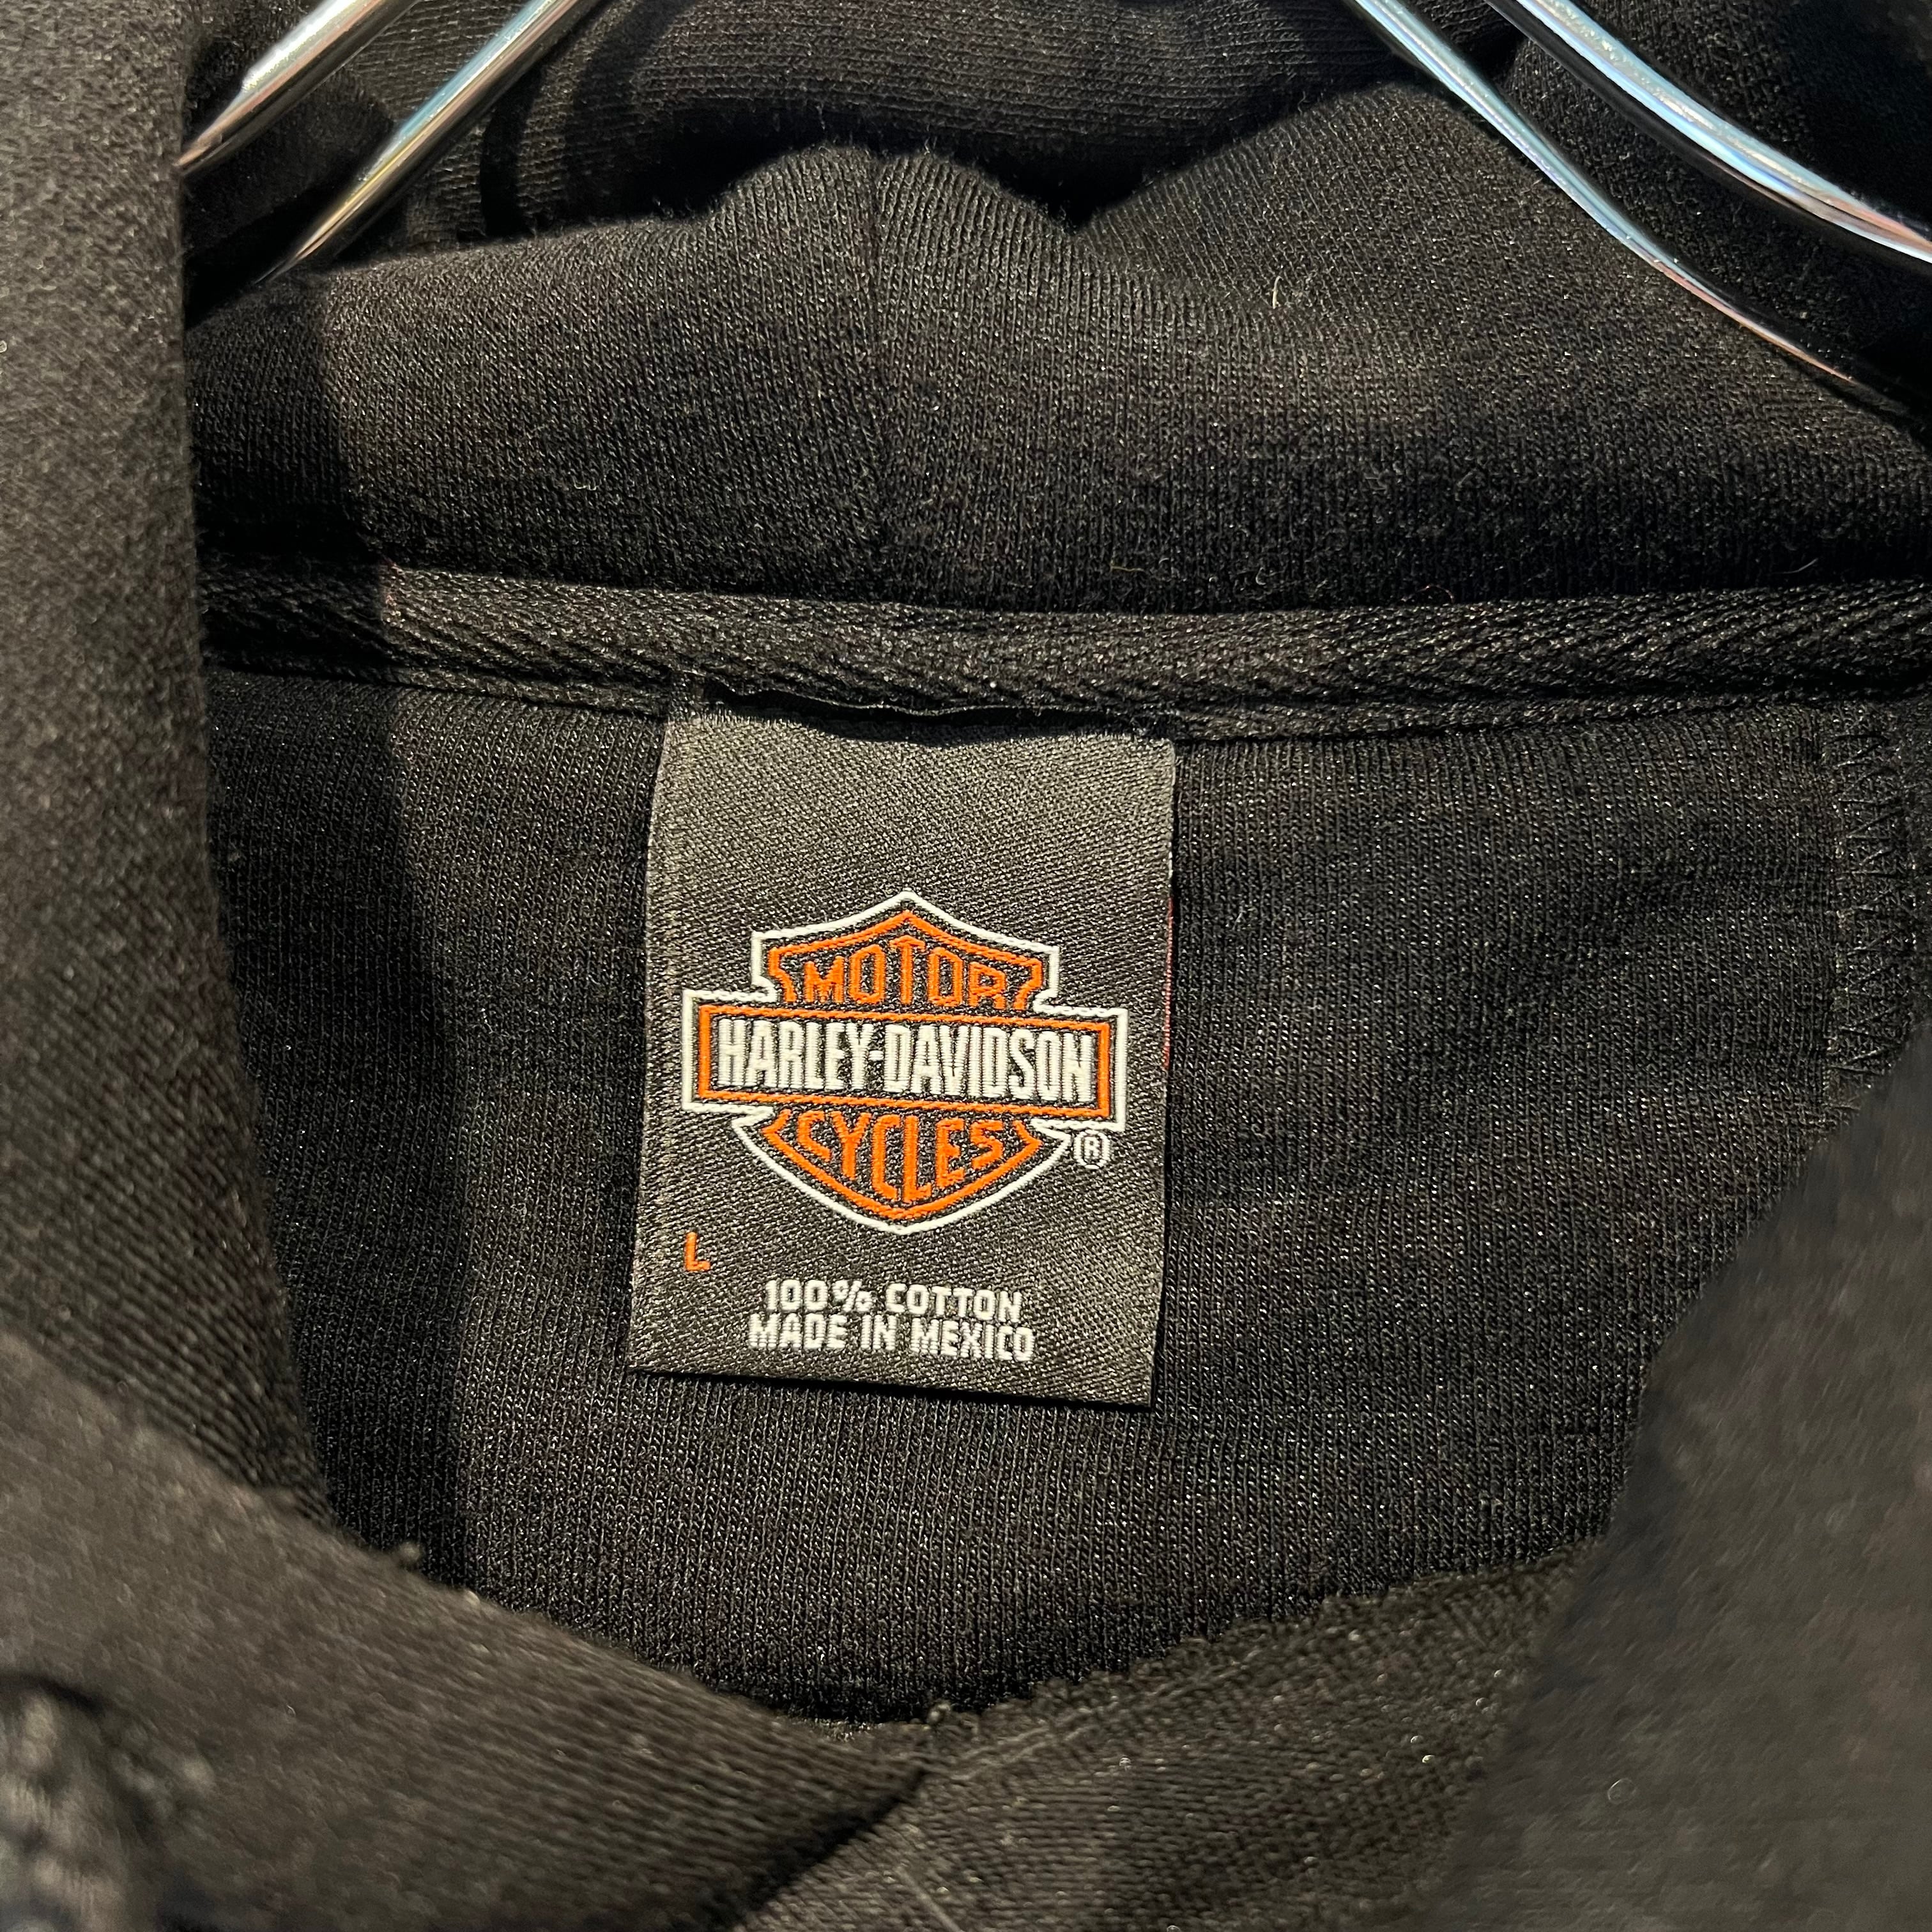 MOTOR
HARLEY-DAVIDSON
CYCLES
®
L
100% COTTON
MADE IN MEXICO